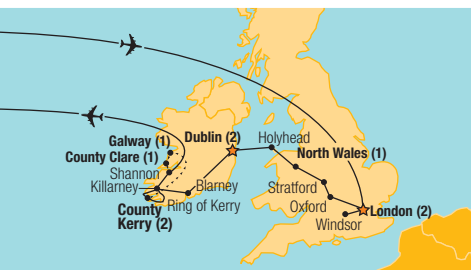 Galway (1)
Dublin (2)
Holyhead
County Clare (1)
North Wales (1)
Shannon
Killarney
Blarney
Stratford
County
Kerry (2)
Ring of Kerry
Oxford
London (2)
Windsor